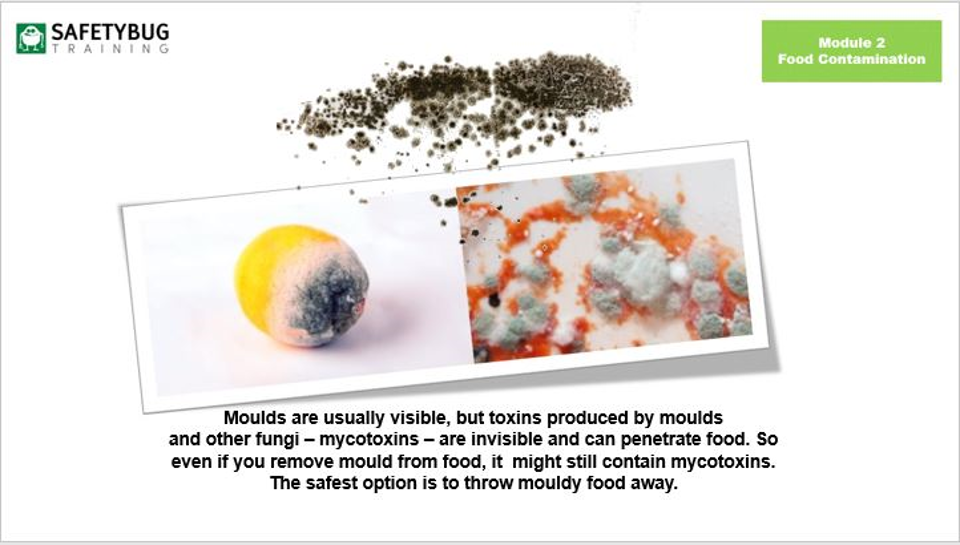 SAFETYBUG
TRAINING
Module 2
Food Contamination
Moulds are usually visible, but toxins produced by moulds
and other fungi – mycotoxins – are invisible and can penetrate food. So
even if you remove mould from food, it  might still contain mycotoxins.
The safest option is to throw mouldy food away.